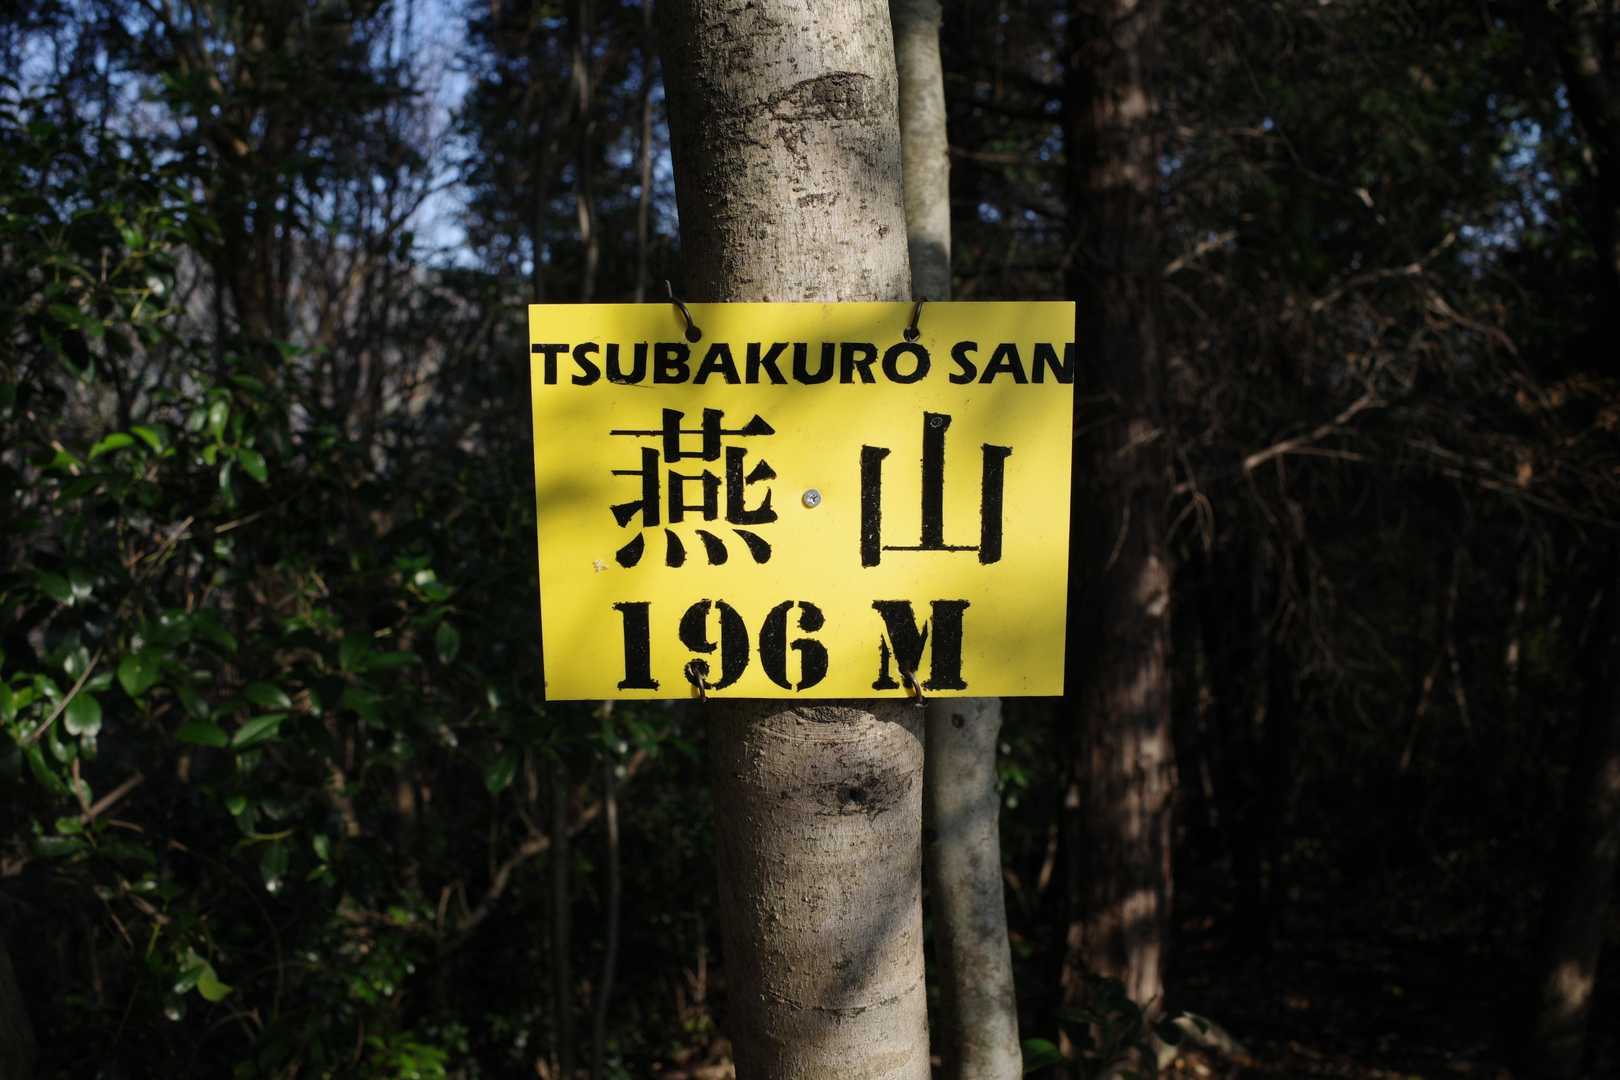 TSUBAKURO SAN
燕山
196 M